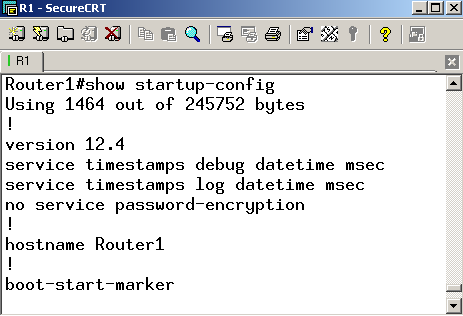 R1 - SecureCRT
R1
Router1#show startup-config
Using 1464 out of 245752 bytes
!
version 12.4
service timestamps debug datetime msec
service timestamps log datetime msec
no service password-encryption
!
hostname Router1
!
boot-start-marker